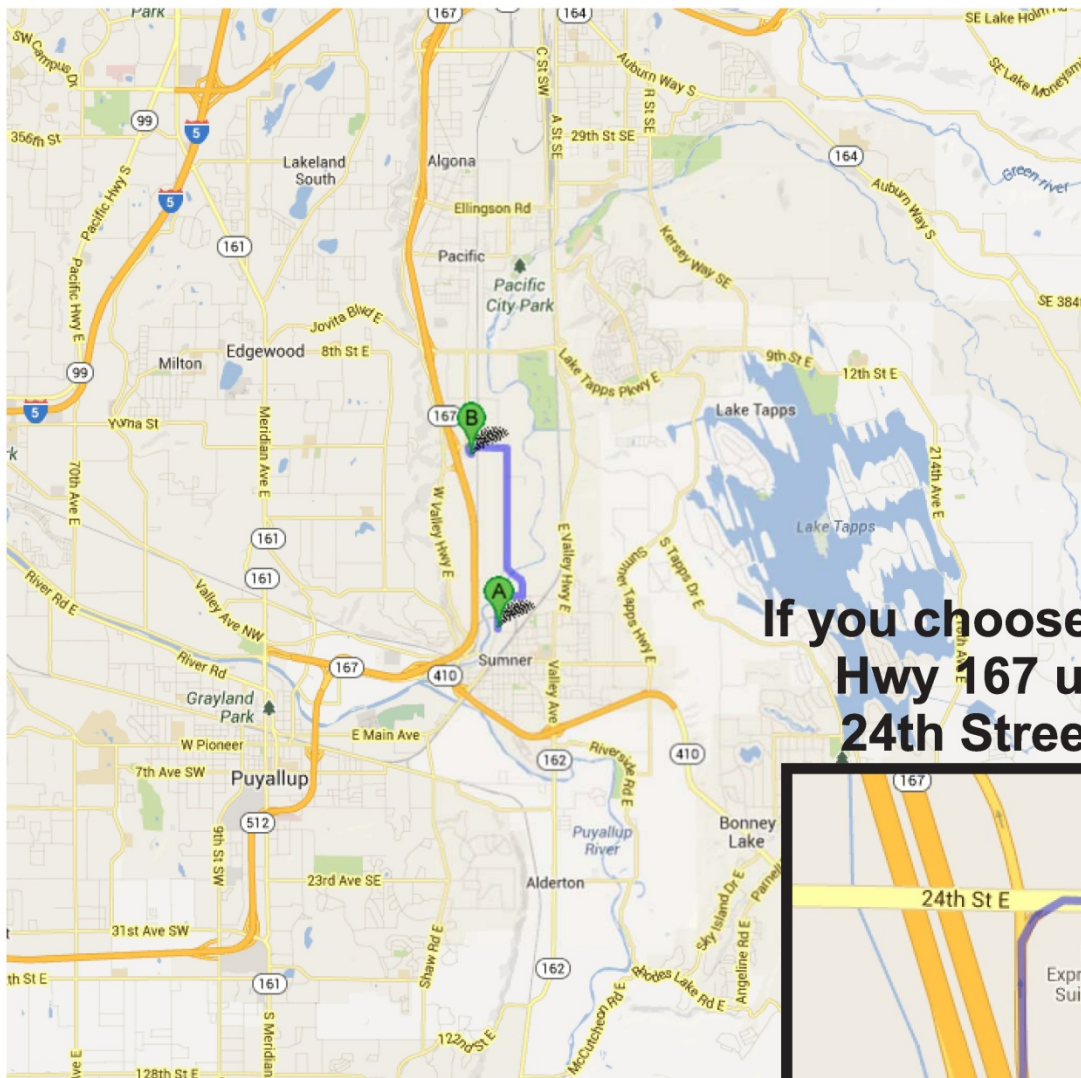 Park
167
164
SE Lake Holm Rd
SW Campus Dr
C St SW
Auburn Way S
SE Lake Moneysmi
99
R St SE
5
356th St
A St SE
29th St SE
Algona
Lakeland
South
164
Green river
5
Pacific Hwy S
Ellingson Rd
Auburn Way S
161
Pacific
Kersey Way SE
Pacific Hwy E
Pacific
City Park
SE 384t
Jovita Blvd E
Edgewood
8th St E
Milton
9th St E
99
Lake Tapps Pkwy E
12th St E
5
167
B
Lake Tapps
Meridian Ave E
70th Ave E
214th Ave E
W Valley Hwy E
E Valley Hwy E
Lake Tapps
161
S Tapps Dr E
161
Sumner Tapps Hwy E
River Rd E
Valley Ave NW
A
If you choose
River Rd
Sumner
Hwy 167 u
167
410
Valley Ave
Grayland
Park
24th Stree
E Main Ave
W Pioneer
162
Riverside Rd E
410
7th Ave SW
Puyallup
167
512
9th St SW
Puyallup
River
Bonney
Lake
23rd Ave SE
Alderton
Parnell
24th St E
31st Ave SW
Shaw Rd E
Sky Island Dr E
Angeline Rd E
th St E
162
Rhodes Lake Rd E
Expr
Sui
161
S Meridian
McCutcheon Rd E
122nd St E
128th St E